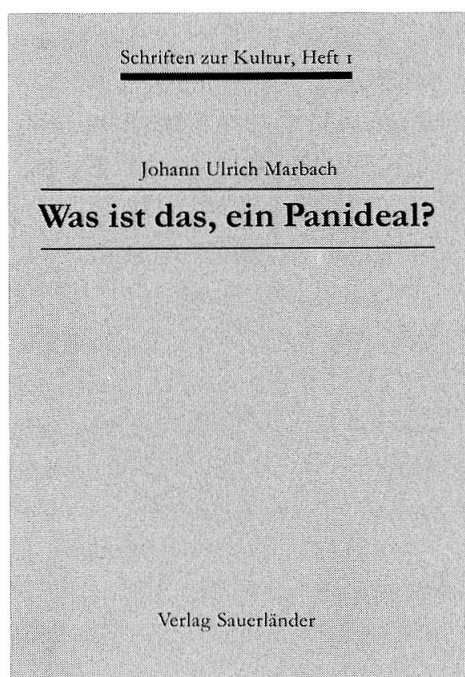 Schriften zur Kultur, Heft 1
Johann Ulrich Marbach
Was ist das, ein Panideal?
Verlag Sauerländer